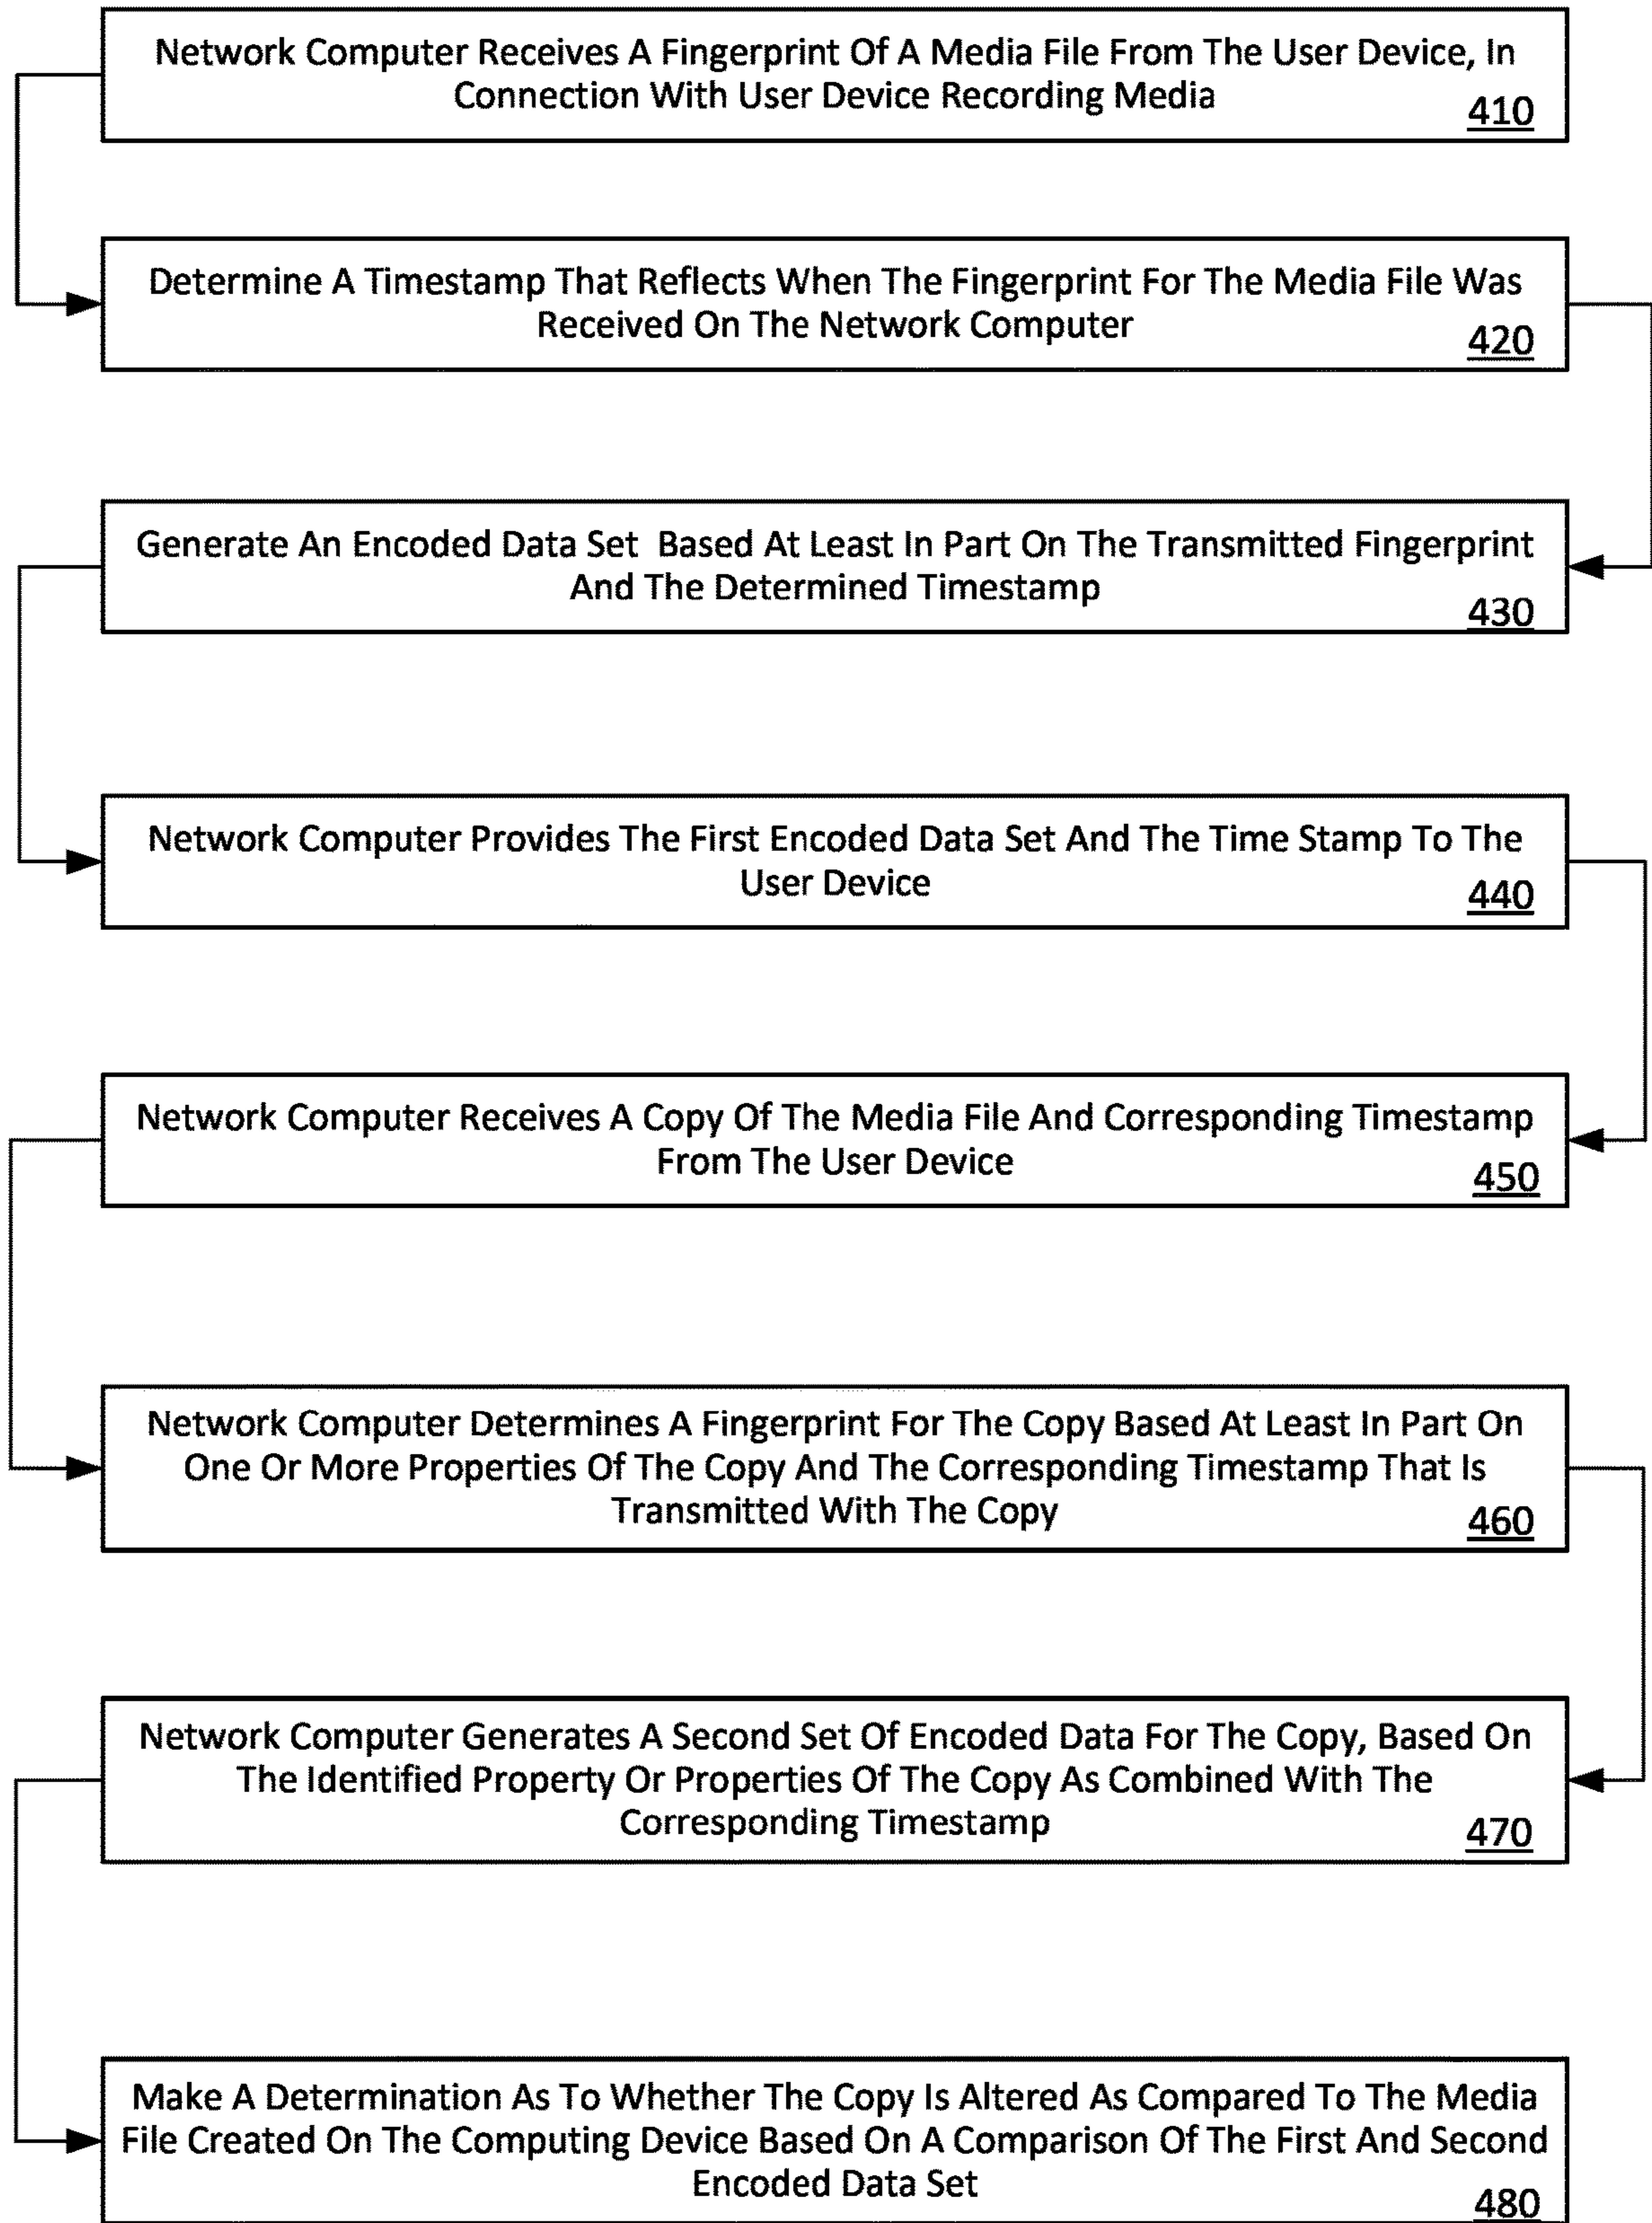 Network Computer Receives A Fingerprint Of A Media File From The User Device, In
Connection With User Device Recording Media
410
Determine A Timestamp That Reflects When The Fingerprint For The Media File Was
Received On The Network Computer
420
Generate An Encoded Data Set Based At Least In Part On The Transmitted Fingerprint
And The Determined Timestamp
430
Network Computer Provides The First Encoded Data Set And The Time Stamp To The
User Device
440
Network Computer Receives A Copy Of The Media File And Corresponding Timestamp
From The User Device
450
Network Computer Determines A Fingerprint For The Copy Based At Least In Part On
One Or More Properties Of The Copy And The Corresponding Timestamp That Is
Transmitted With The Copy
460
Network Computer Generates A Second Set Of Encoded Data For The Copy, Based On
The Identified Property Or Properties Of The Copy As Combined With The
Corresponding Timestamp
470
Make A Determination As To Whether The Copy Is Altered As Compared To The Media
File Created On The Computing Device Based On A Comparison Of The First And Second
Encoded Data Set
480